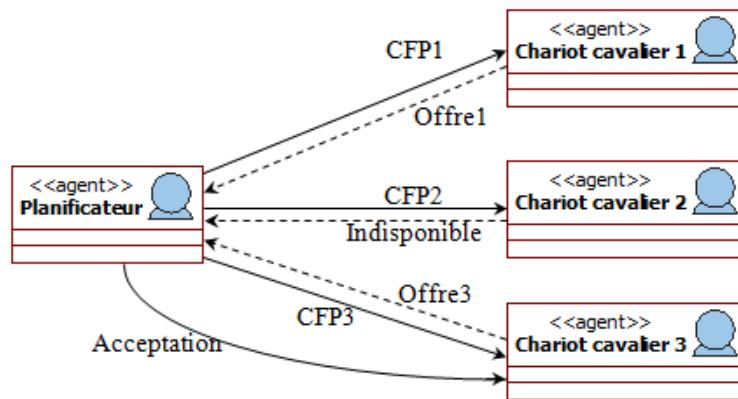 <<agent>>
Chariot cavalier 1
CFP1
Offre1
<<agent>>
Planificateur
<<agent>>
Chariot cavalier 2
CFP2
Indisponible
Offre3
CFP3
<<agent>>
Chariot cavalier 3
Acceptation